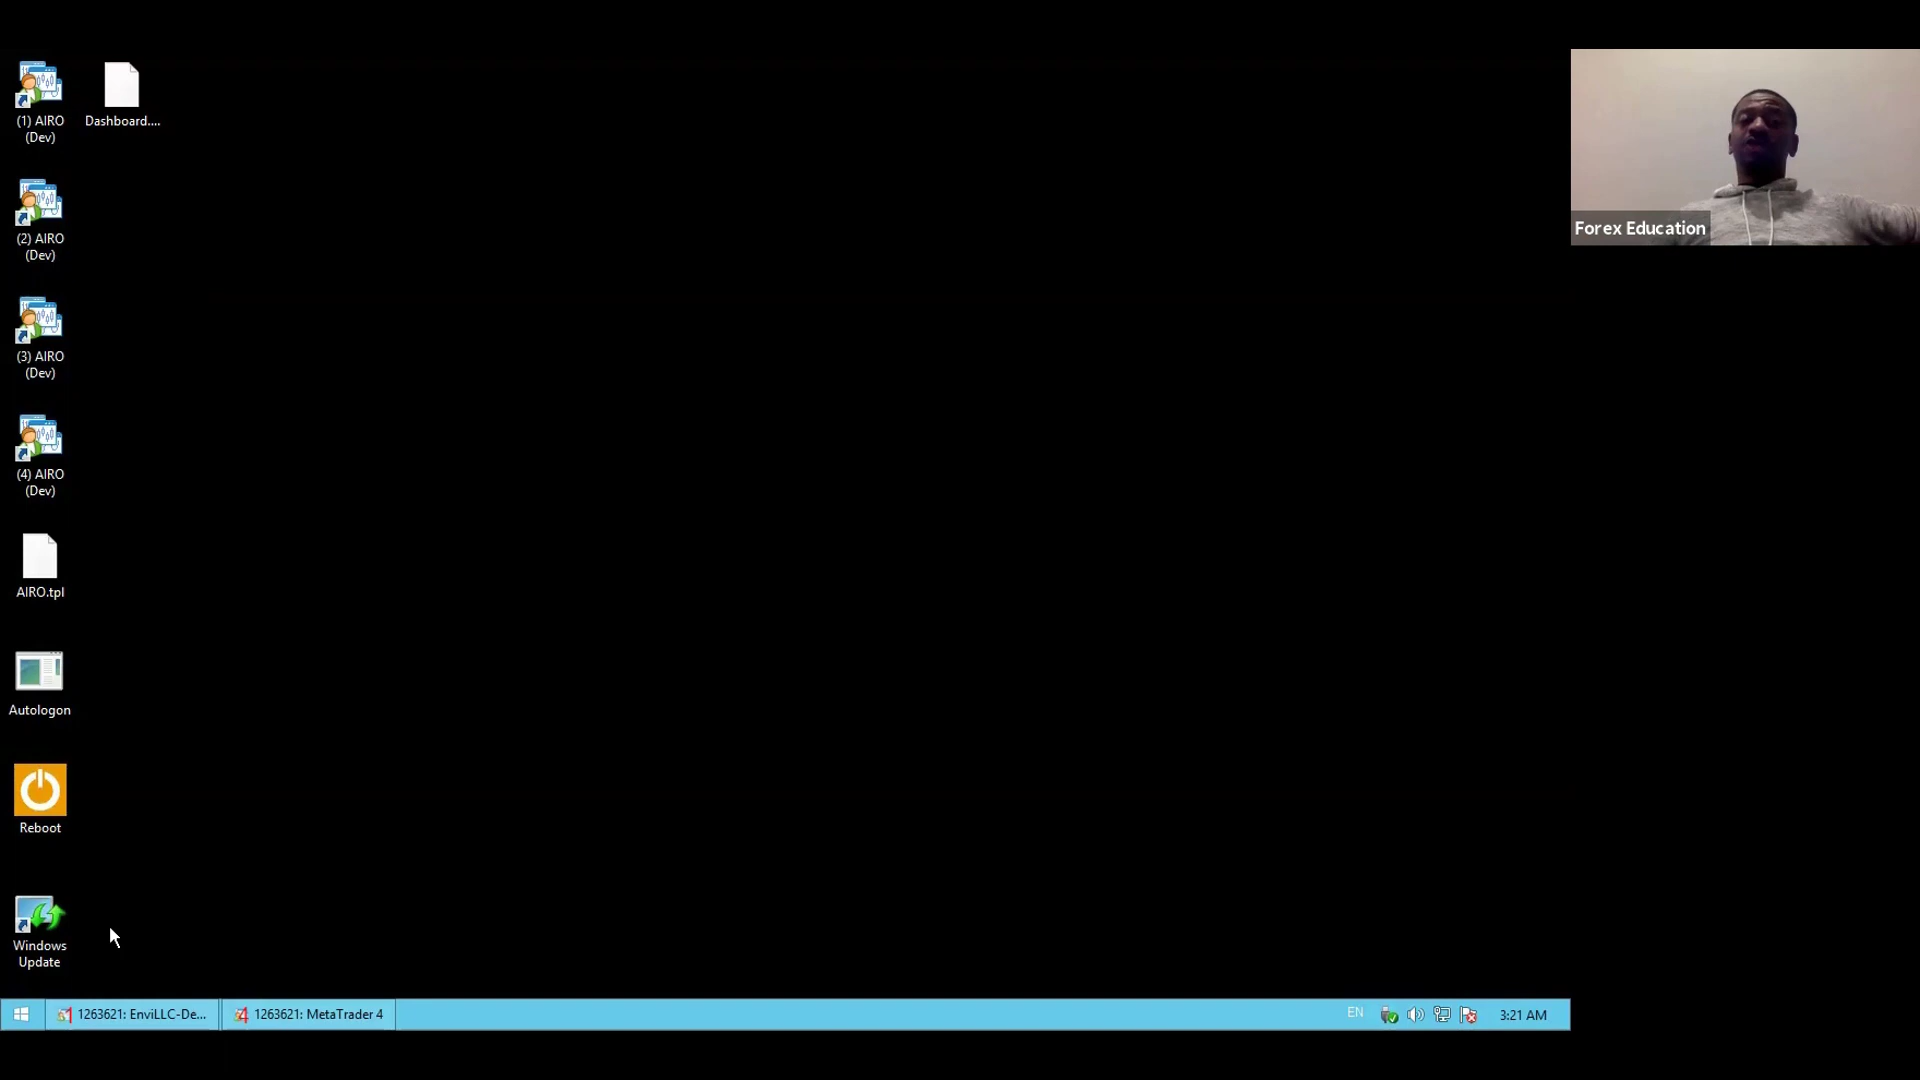 (1) AIRO
(Dev)
Dashboard....
(2) AIRO
(Dev)
(3) AIRO
(Dev)
(4) AIRO
(Dev)
AIRO.tpl
Autologon
Reboot
Windows
Update
Forex Education
1263621: EnviLLC-De...
1263621: MetaTrader 4
EN
3:21 AM